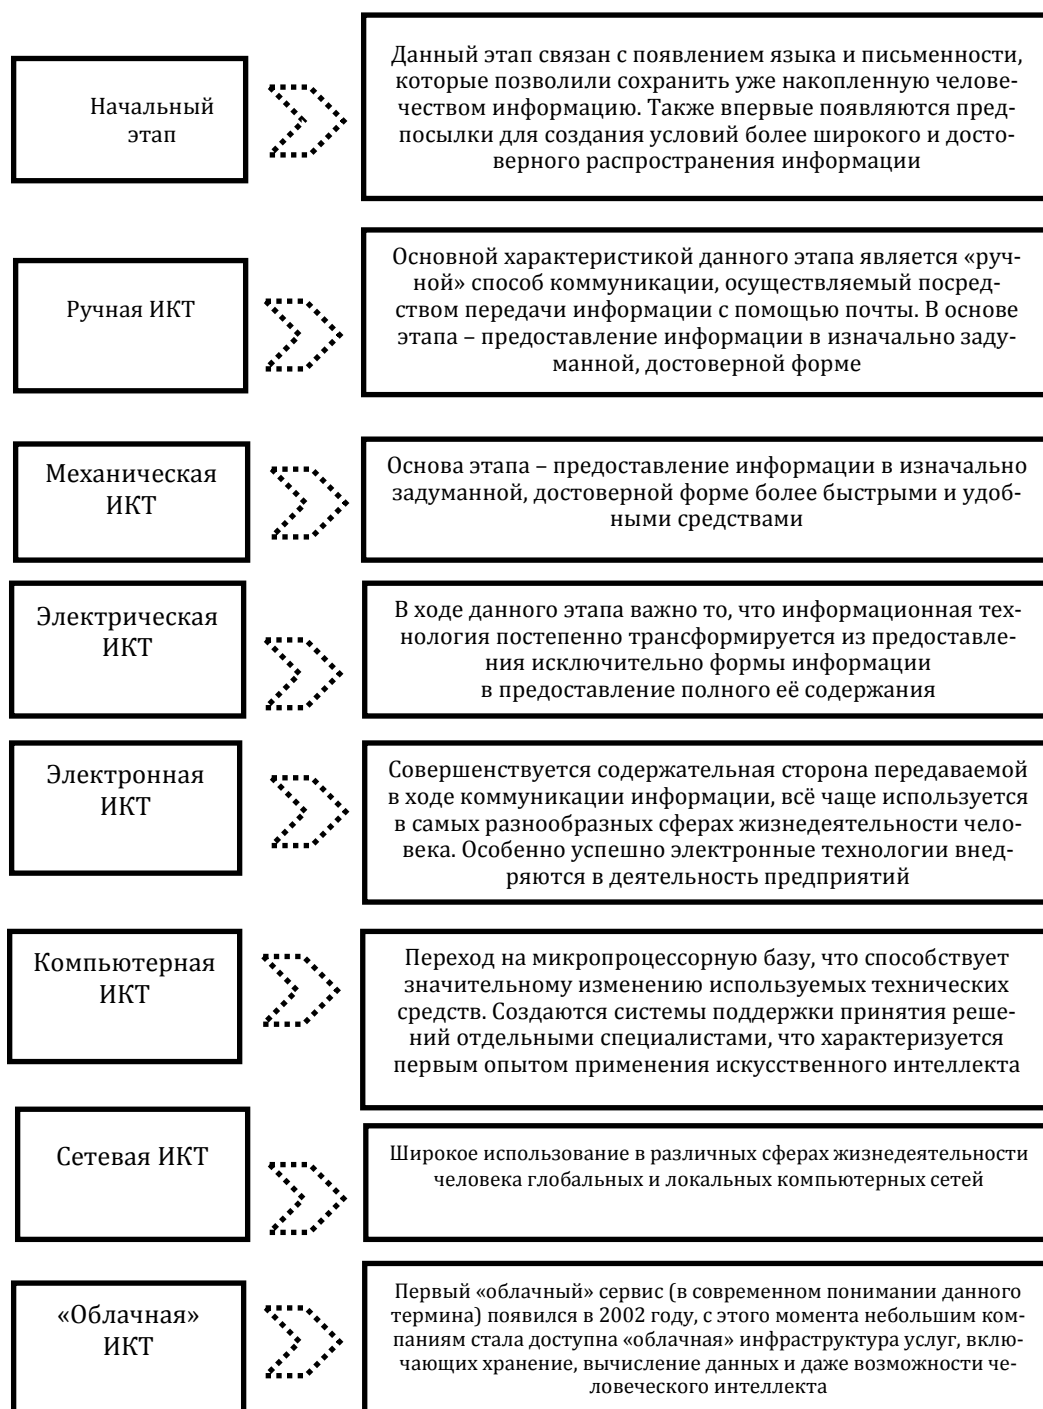 Начальный
этап
Данный этап связан с появлением языка и письменности,
которые позволили сохранить уже накопленную челове-
чеством информацию. Также впервые появляются пред-
посылки для создания условий более широкого и досто-
верного распространения информации
Ручная ИКТ
Основной характеристикой данного этапа является «руч-
ной» способ коммуникации, осуществляемый посред-
ством передачи информации с помощью почты. В основе
этапа – предоставление информации в изначально заду-
манной, достоверной форме
Механическая
ИКТ
Основа этапа – предоставление информации в изначально
задуманной, достоверной форме более быстрыми и удоб-
ными средствами
Электрическая
ИКТ
В ходе данного этапа важно то, что информационная тех-
нология постепенно трансформируется из предоставле-
ния исключительно формы информации
в предоставление полного её содержания
Электронная
ИКТ
Совершенствуется содержательная сторона передаваемой
в ходе коммуникации информации, всё чаще используется
в самых разнообразных сферах жизнедеятельности чело-
века. Особенно успешно электронные технологии внед-
ряются в деятельность предприятий
Компьютерная
ИКТ
Переход на микропроцессорную базу, что способствует
значительному изменению используемых технических
средств. Создаются системы поддержки принятия реше-
ний отдельными специалистами, что характеризуется
первым опытом применения искусственного интеллекта
Сетевая ИКТ
Широкое использование в различных сферах жизнедеятельности
человека глобальных и локальных компьютерных сетей
«Облачная»
ИКТ
Первый «облачный» сервис (в современном понимании данного
термина) появился в 2002 году, с этого момента небольшим ком-
паниям стала доступна «облачная» инфраструктура услуг, вклю-
чающих хранение, вычисление данных и даже возможности че-
ловеческого интеллекта